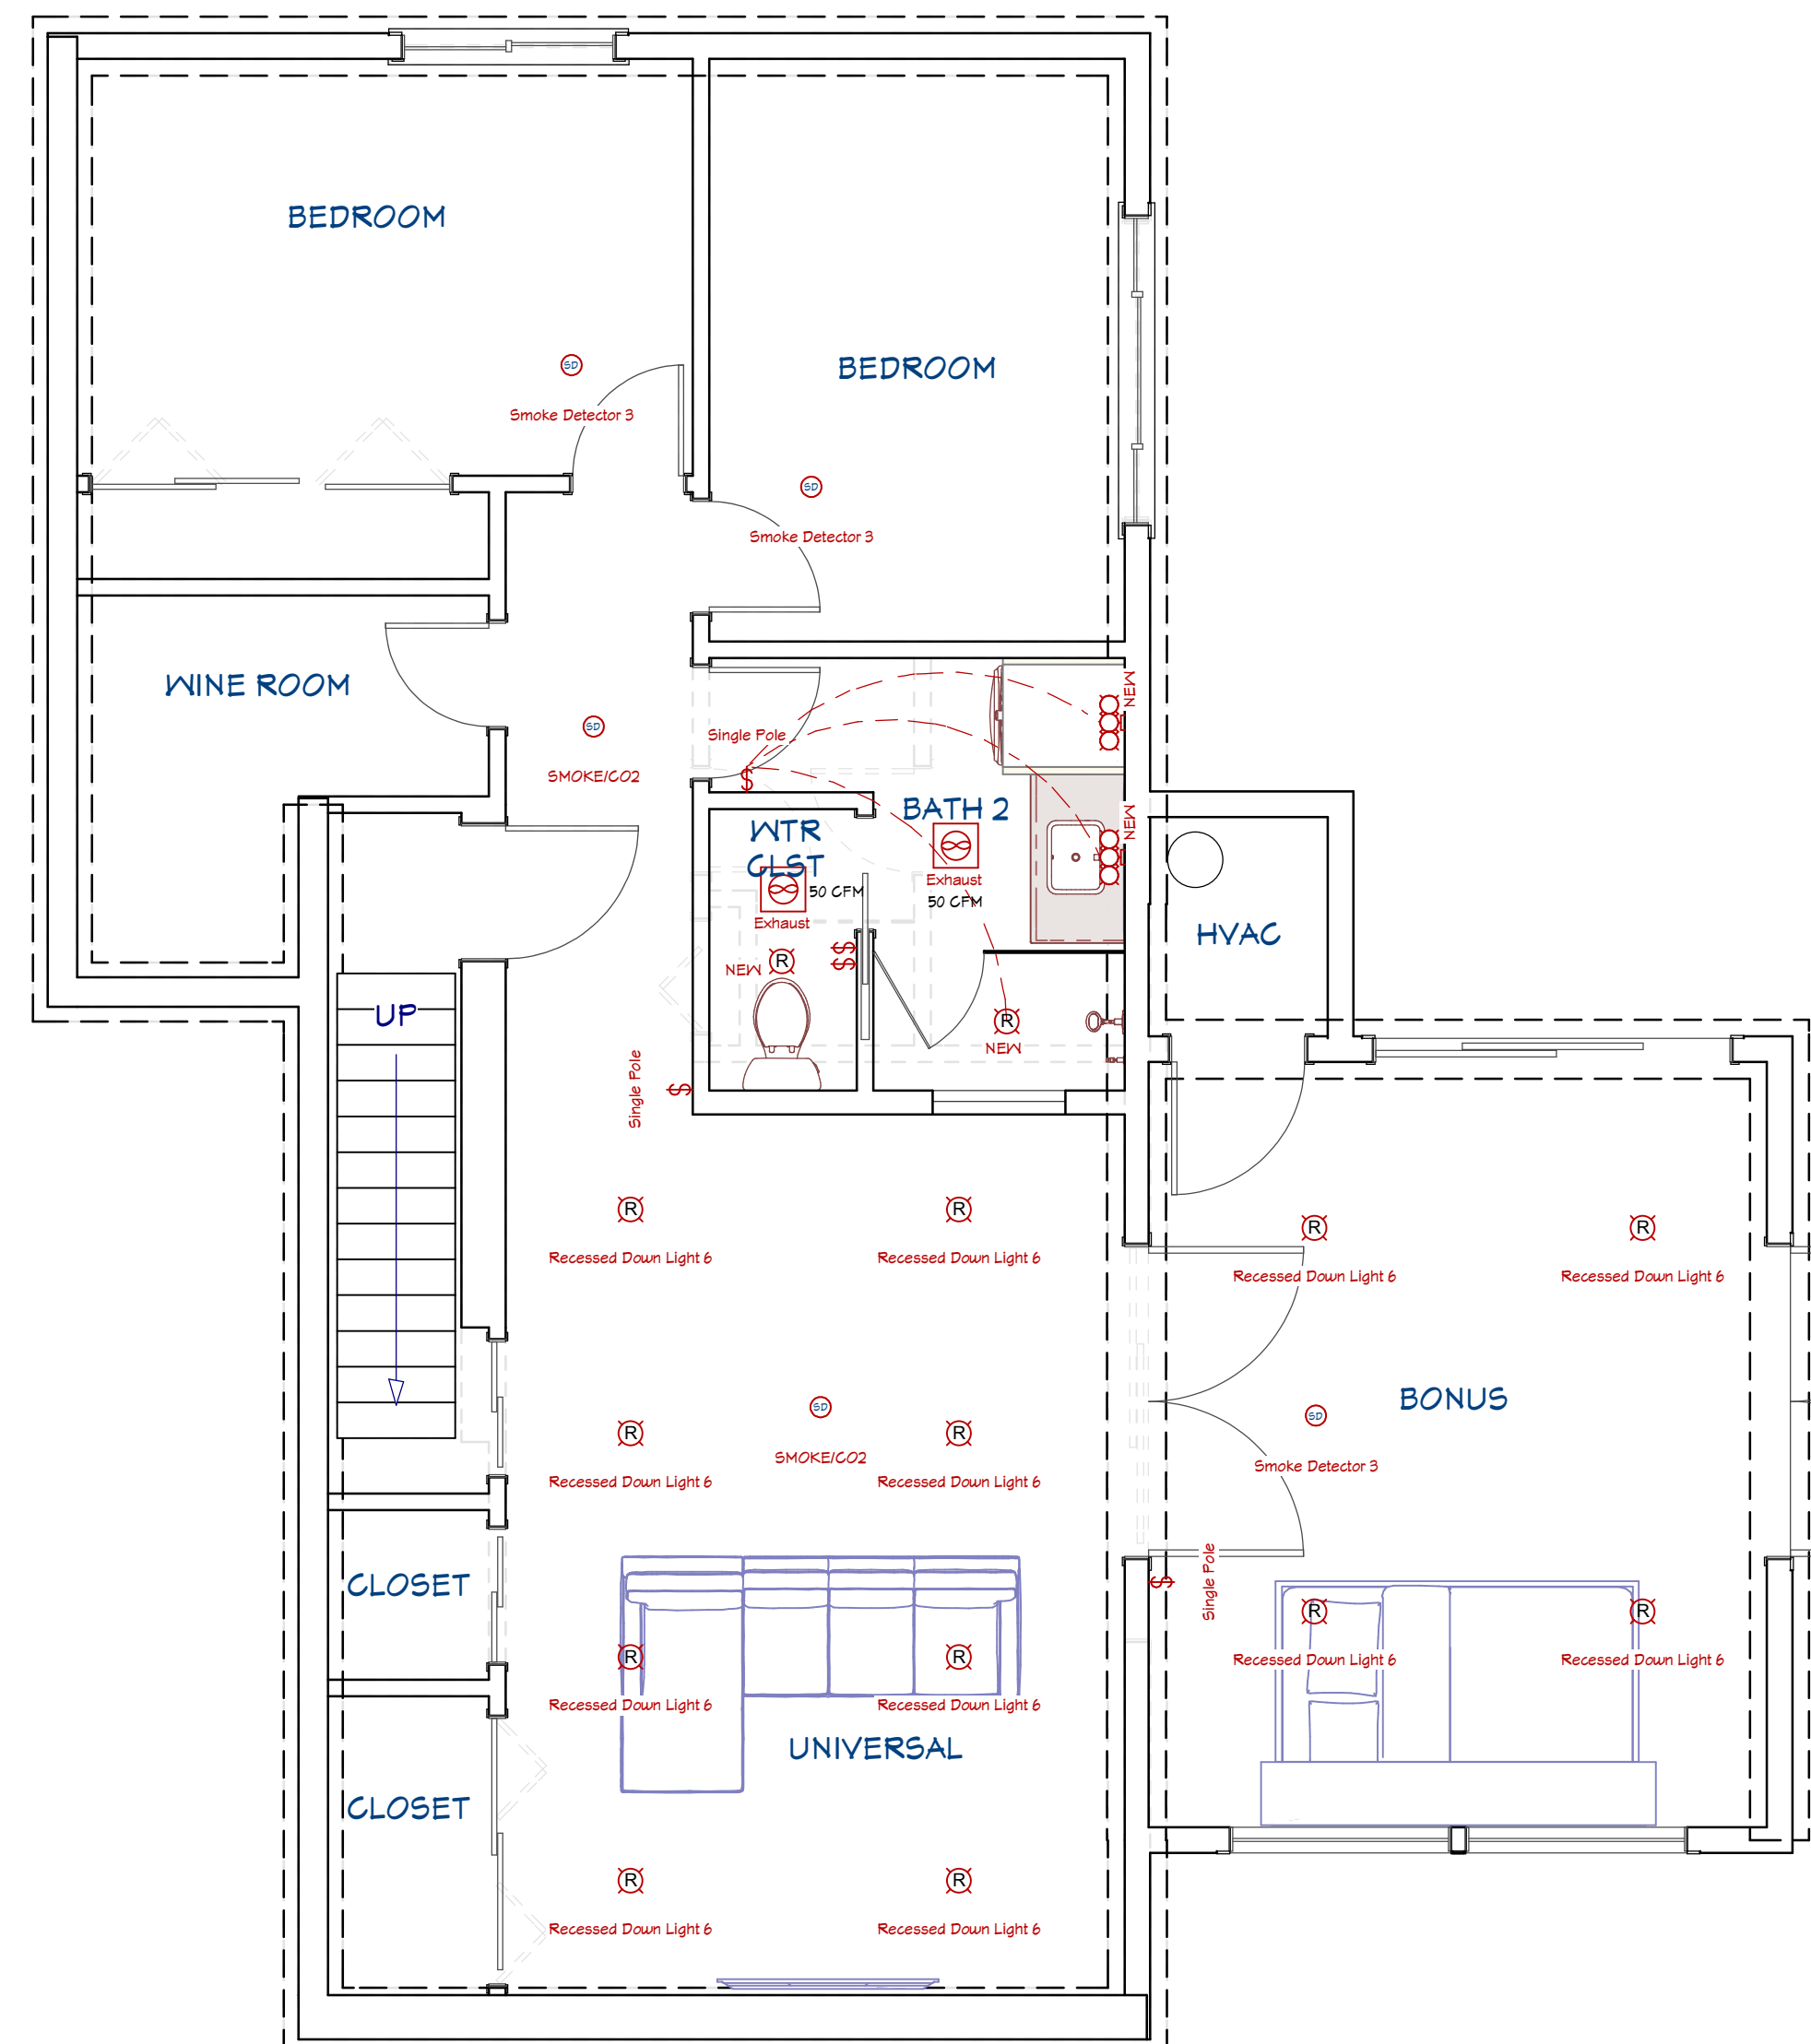 BEDROOM
BEDROOM
SD
Smoke Detector 3
SD
Smoke Detector 3
WINE ROOM
SD
SMOKE/CO2
Single Pole
$
NEW
BATH 2
NEW
WTR
CLST
50 CFM
Exhaust
Exhaust
50 CFM
HVAC
$$
$$
NEW
R
R
NEW
UP
Single Pole
$
R
R
Recessed Down Light 6
Recessed Down Light 6
R
R
Recessed Down Light 6
Recessed Down Light 6
SD
SMOKE/CO2
BONUS
SD
Smoke Detector 3
R
R
Recessed Down Light 6
Recessed Down Light 6
Single Pole
$
CLOSET
R
R
Recessed Down Light 6
Recessed Down Light 6
R
R
Recessed Down Light 6
Recessed Down Light 6
UNIVERSAL
CLOSET
R
R
Recessed Down Light 6
Recessed Down Light 6